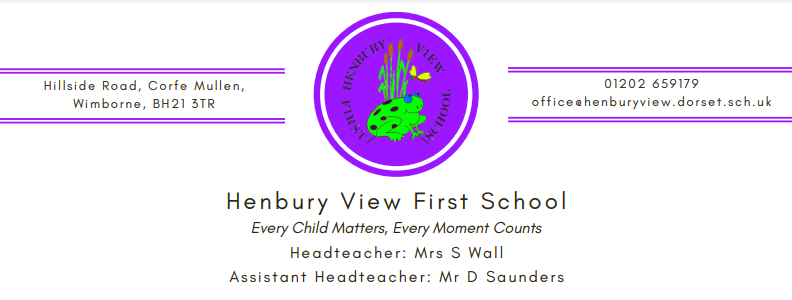 Hillside Road, Corfe Mullen,
Wimborne, BH21 3TR
HENBURY VIEW
FIRST SCHOOL
01202 659179
office@henburyview.dorset.sch.uk
Henbury View First School
Every Child Matters, Every Moment Counts
Headteacher: Mrs S Wall
Assistant Headteacher: Mr D Saunders